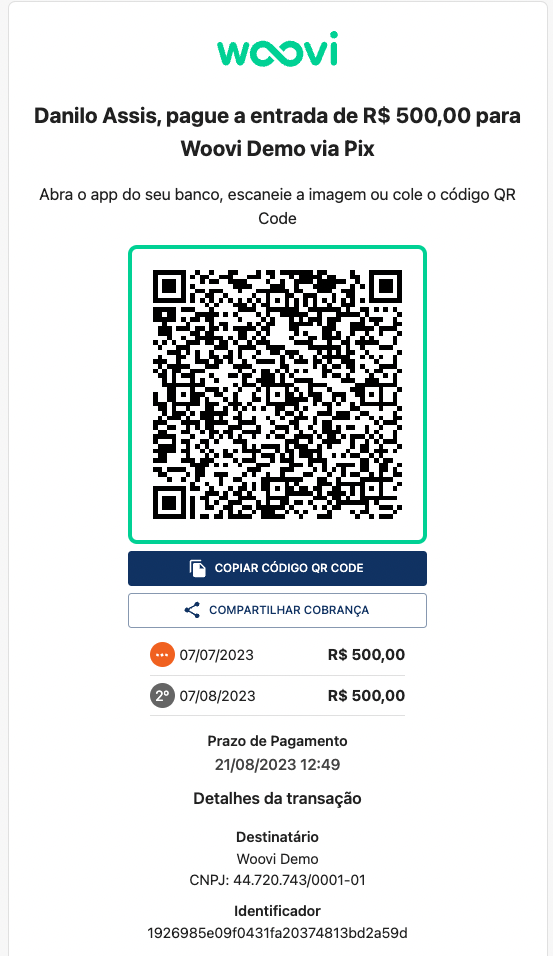 woovi
Danilo Assis, pague a entrada de R$ 500,00 para
Woovi Demo via Pix
Abra o app do seu banco, escaneie a imagem ou cole o código QR
Code
COPIAR CÓDIGO QR CODE
COMPARTILHAR COBRANÇA
07/07/2023 R$ 500,00
2º 07/08/2023 R$ 500,00
Prazo de Pagamento
21/08/2023 12:49
Detalhes da transação
Destinatário
Woovi Demo
CNPJ: 44.720.743/0001-01
Identificador
1926985e09f0431fa20374813bd2a59d